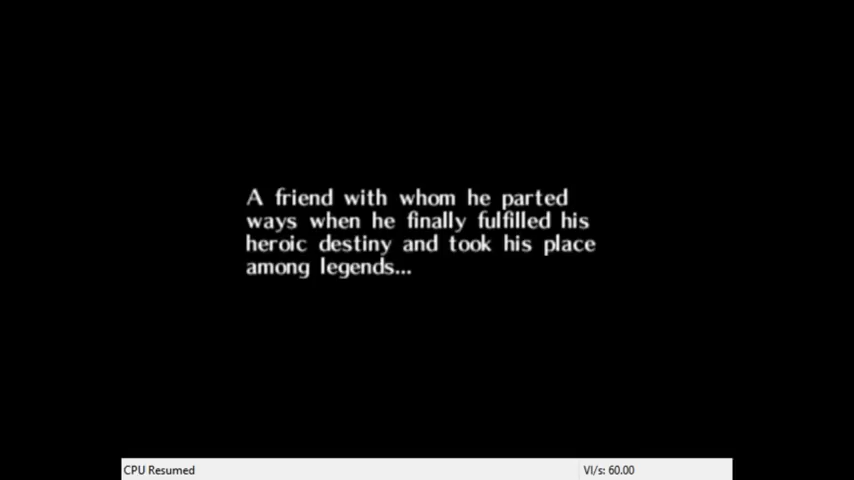 A friend with whom he parted
ways when he finally fulfilled his
heroic destiny and took his place
among legends...
CPU Resumed
VI/s: 60.00